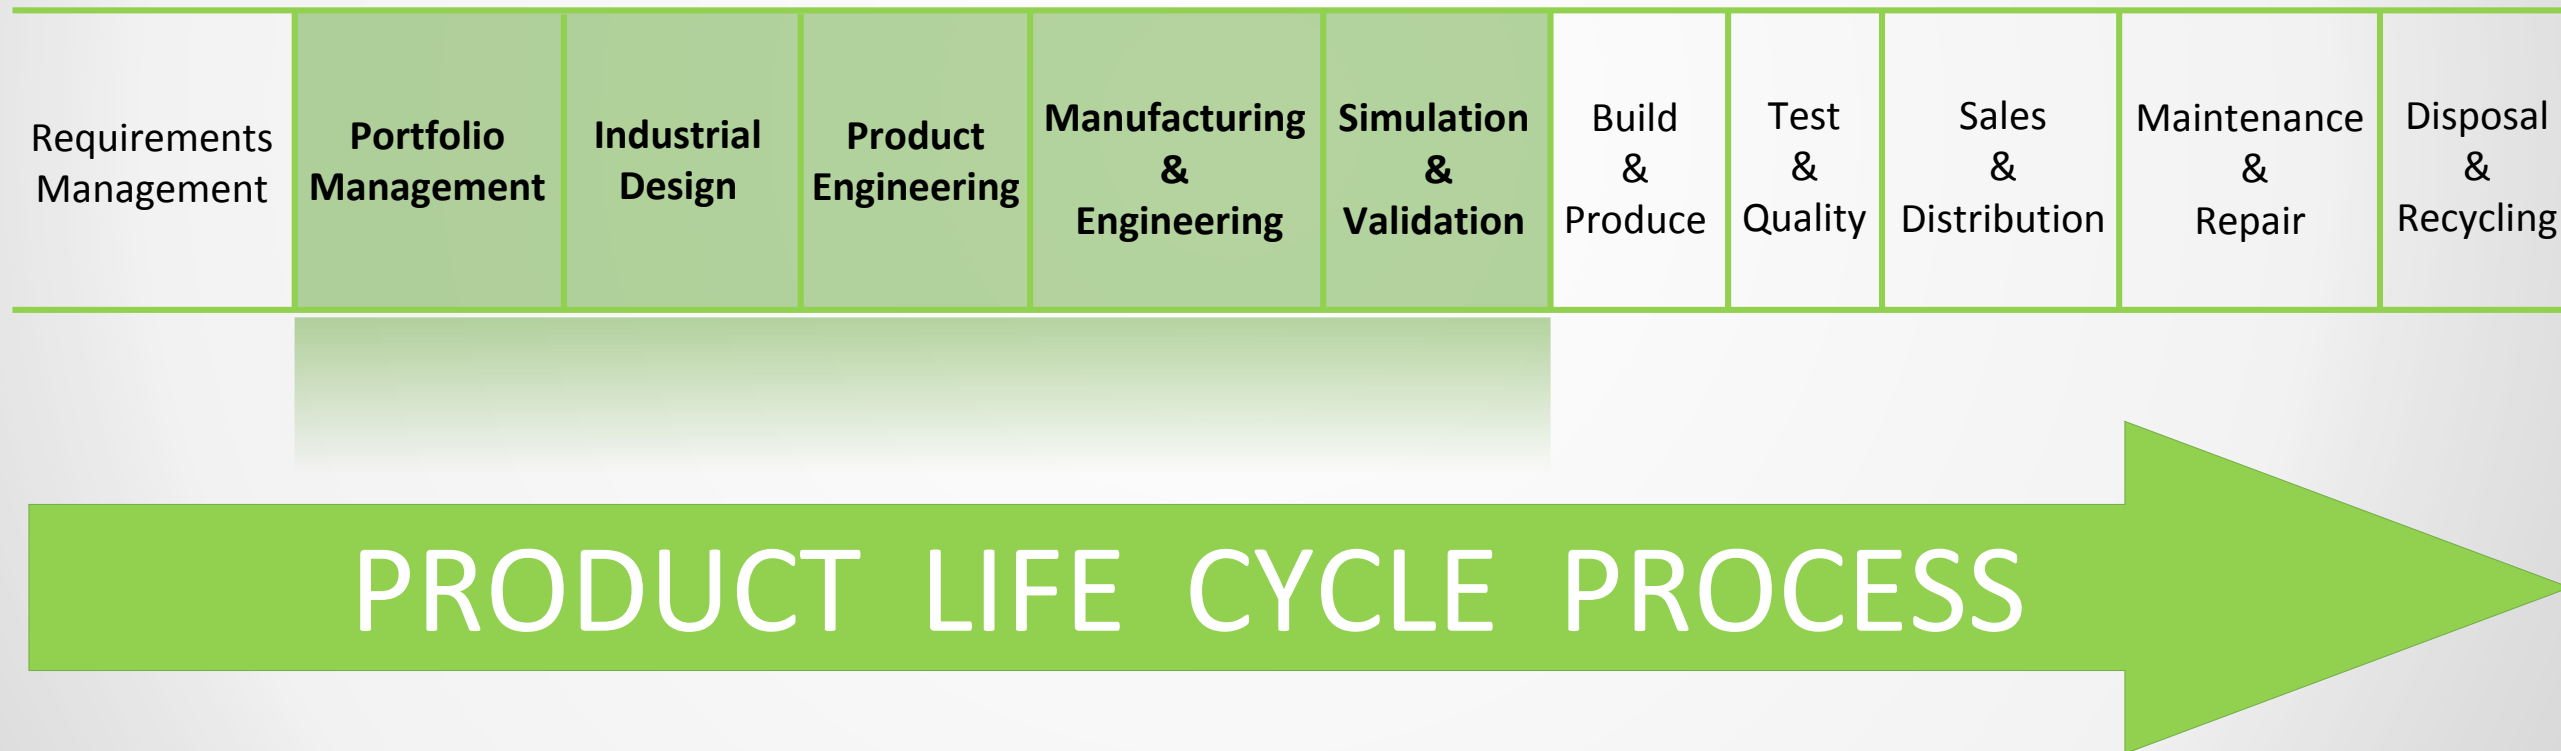 Requirements
Management
Portfolio
Management
Industrial
Design
Product
Engineering
Manufacturing
&
Engineering
Simulation
&
Validation
Build
&
Produce
Test
&
Quality
Sales
&
Distribution
Maintenance
&
Repair
Disposal
&
Recycling
PRODUCT LIFE CYCLE PROCESS